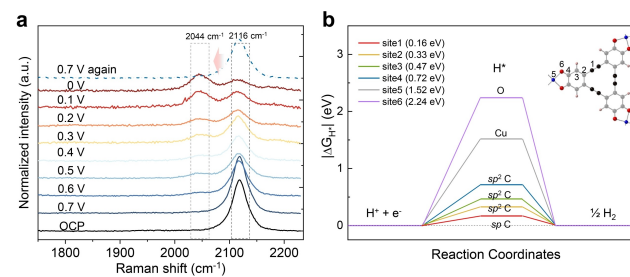 a
2044 cm⁻¹ 2116 cm⁻¹
0.7 V again
0 V
0.1 V
0.2 V
0.3 V
0.4 V
0.5 V
0.6 V
0.7 V
OCP
Normalized intensity (a.u.)
1800 1900 2000 2100 2200
Raman shift (cm⁻¹)
b
site1 (0.16 eV)
site2 (0.33 eV)
site3 (0.47 eV)
site4 (0.72 eV)
site5 (1.52 eV)
site6 (2.24 eV)
H*
O
Cu
sp² C
sp² C
sp² C
sp C
H⁺ + e⁻
½ H₂
6
5
4
3
2
1
3
2
1
0
|ΔG_H*| (eV)
Reaction Coordinates